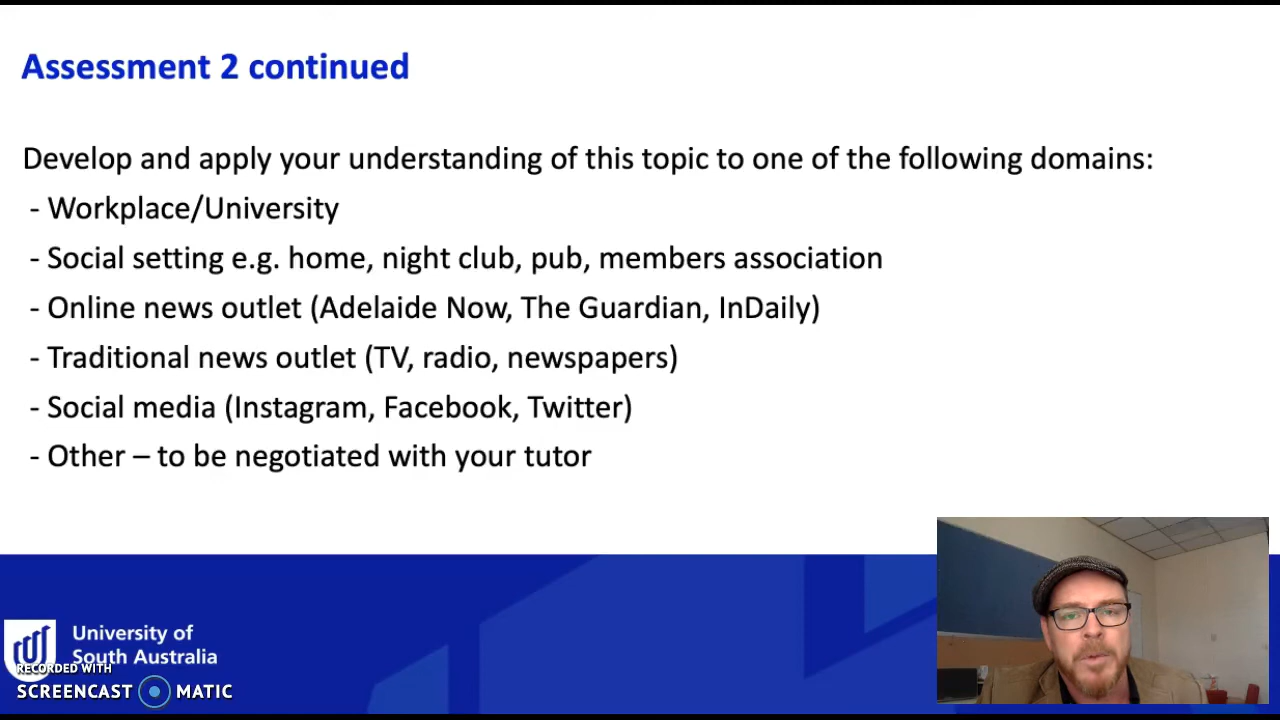 Assessment 2 continued
Develop and apply your understanding of this topic to one of the following domains:
- Workplace/University
- Social setting e.g. home, night club, pub, members association
- Online news outlet (Adelaide Now, The Guardian, InDaily)
- Traditional news outlet (TV, radio, newspapers)
- Social media (Instagram, Facebook, Twitter)
- Other – to be negotiated with your tutor
University of
South Australia
RECORDED WITH
SCREENCAST MATIC